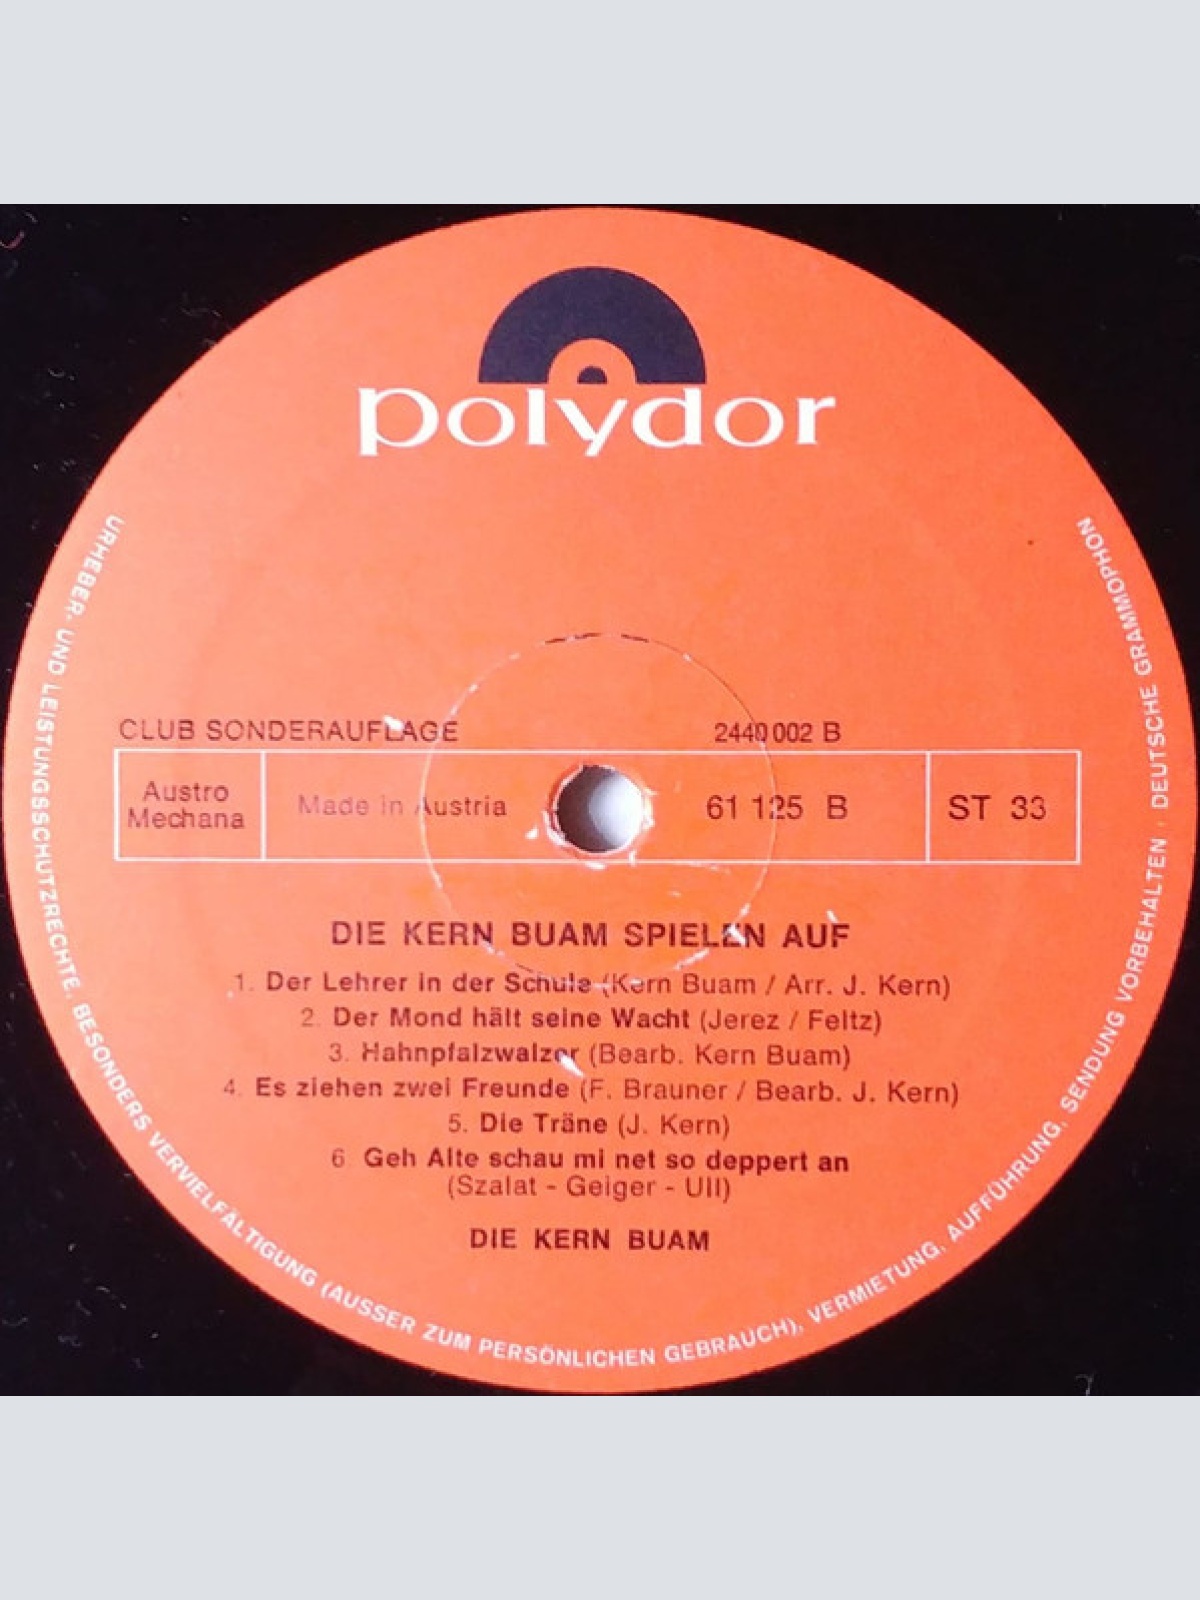 polydor
CLUB SONDERAUFLAGE 2440 002 B
Austro
Mechana
Made in Austria
61 125 B
ST 33
DIE KERN BUAM SPIELEN AUF
1. Der Lehrer in der Schule (Kern Buam / Arr. J. Kern)
2. Der Mond hält seine Wacht (Jerez / Feltz)
3. Hahnpfalzwalzer (Bearb. Kern Buam)
4. Es ziehen zwei Freunde (F. Brauner / Bearb. J. Kern)
5. Die Träne (J. Kern)
6 Geh Alte schau mi net so deppert an
(Szalat - Geiger - Ull)
DIE KERN BUAM
URHEBER- UND LEISTUNGSSCHUTZRECHTE, BESONDERS VERVIELFÄLTIGUNG (AUSSER ZUM PERSÖNLICHEN GEBRAUCH), VERMIETUNG, AUFFÜHRUNG, SENDUNG VORBEHALTEN · DEUTSCHE GRAMMOPHON